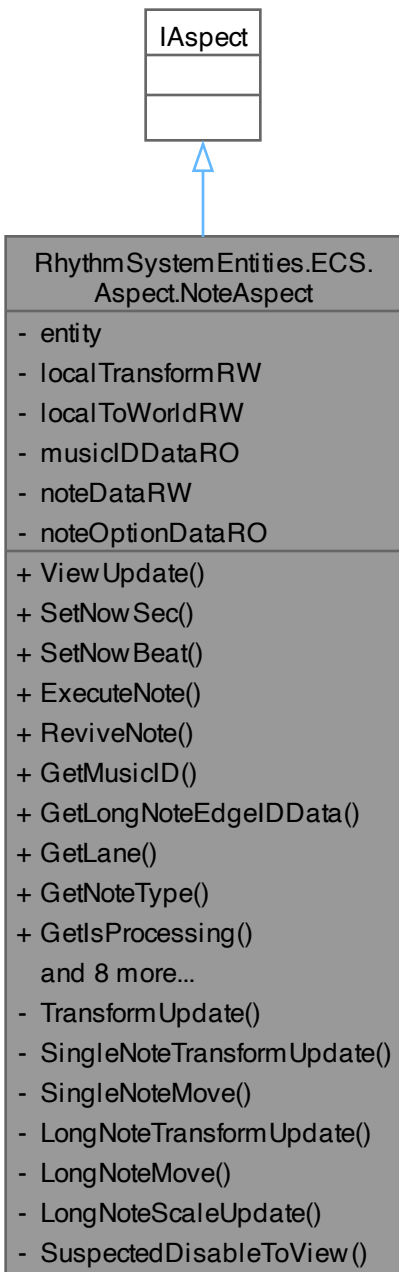 IAspect
RhythmSystemEntities.ECS.
Aspect.NoteAspect
- entity
- localTransformRW
- localToWorldRW
- musicIDDataRO
- noteDataRW
- noteOptionDataRO
+ ViewUpdate()
+ SetNowSec()
+ SetNowBeat()
+ ExecuteNote()
+ ReviveNote()
+ GetMusicID()
+ GetLongNoteEdgeIDData()
+ GetLane()
+ GetNoteType()
+ GetIsProcessing()
and 8 more...
- TransformUpdate()
- SingleNoteTransformUpdate()
- SingleNoteMove()
- LongNoteTransformUpdate()
- LongNoteMove()
- LongNoteScaleUpdate()
- SuspectedDisableToView()